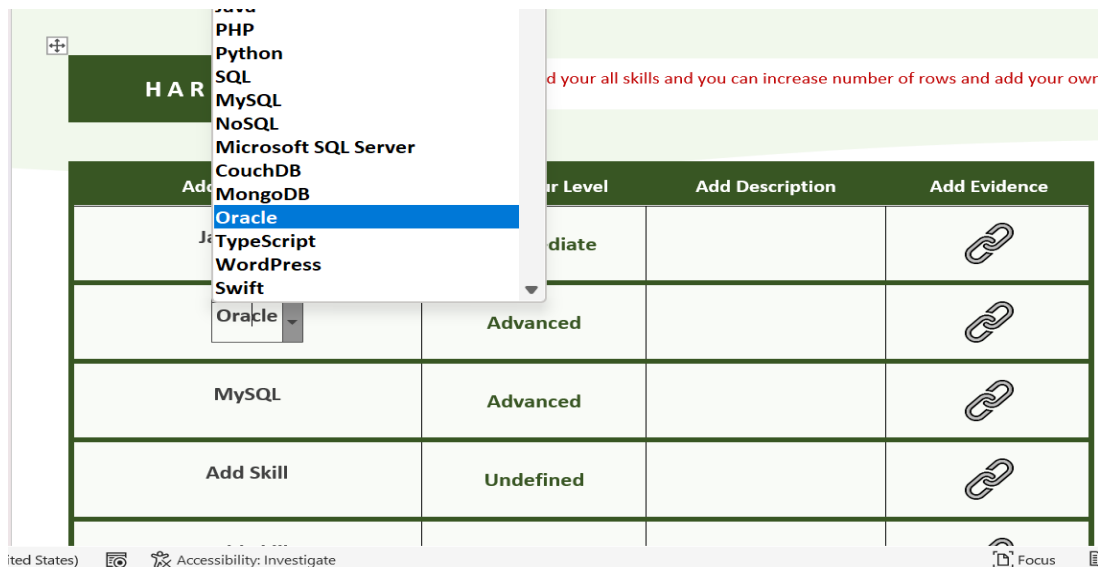 PHP
Python
SQL
MySQL
NoSQL
Microsoft SQL Server
CouchDB
MongoDB
Oracle
TypeScript
WordPress
Swift
HAR
d your all skills and you can increase number of rows and add your own
Level Add Description Add Evidence
Oracle Advanced
MySQL Advanced
Add Skill Undefined
ited States) Accessibility: Investigate Focus